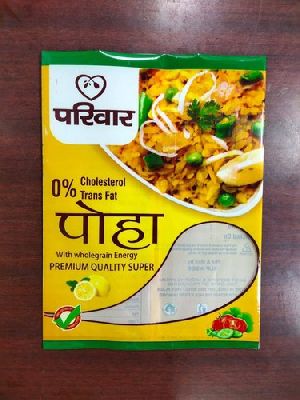 परिवार
0% Cholesterol
Trans Fat
पोहा
With wholegrain Energy
PREMIUM QUALITY SUPER